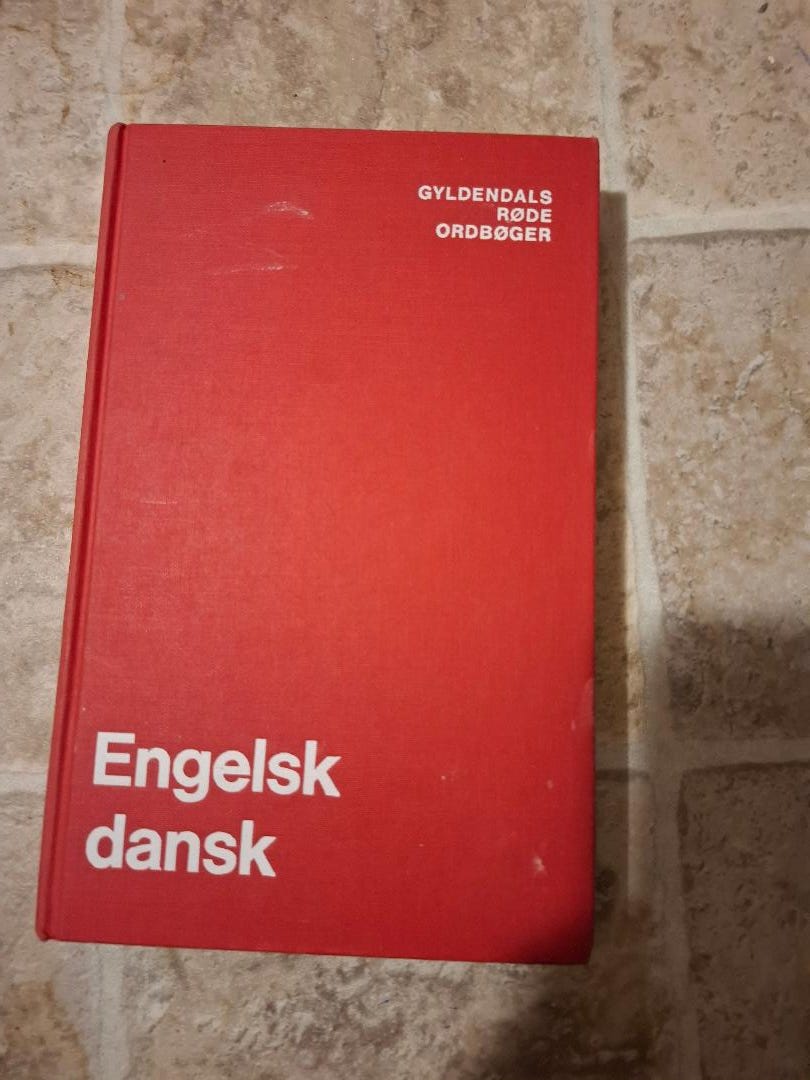 GYLDENDALS
RØDE
ORDBØGER
Engelsk
dansk